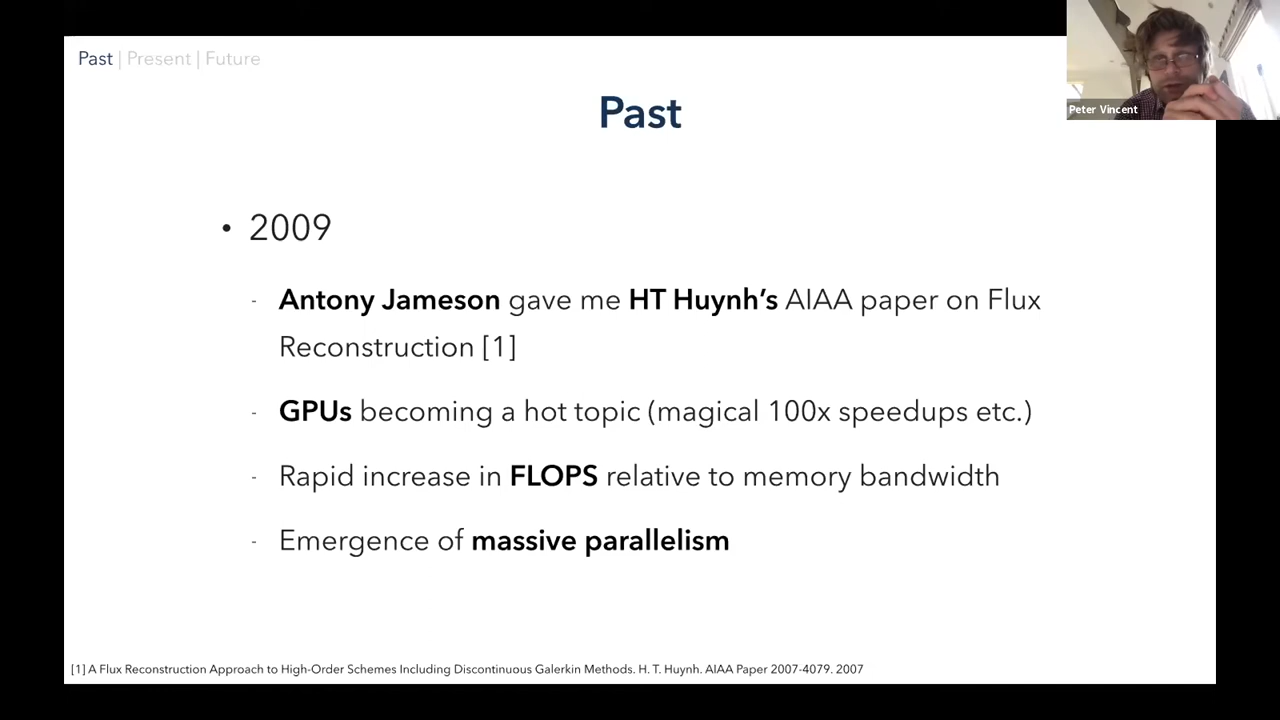 Past | Present | Future
Peter Vincent
Past
• 2009
- Antony Jameson gave me HT Huynh's AIAA paper on Flux
Reconstruction [1]
- GPUs becoming a hot topic (magical 100x speedups etc.)
- Rapid increase in FLOPS relative to memory bandwidth
- Emergence of massive parallelism
[1] A Flux Reconstruction Approach to High-Order Schemes Including Discontinuous Galerkin Methods. H. T. Huynh. AIAA Paper 2007-4079. 2007